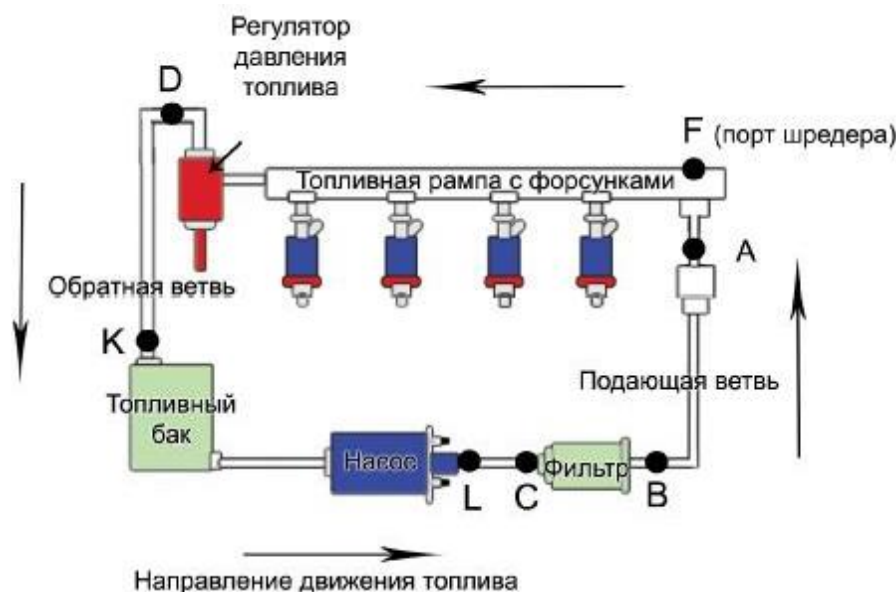 Регулятор
давления
топлива
D
F (порт шредера)
Топливная рампа с форсунками
A
Обратная ветвь
K
Подающая ветвь
Топливный
бак
Насос
Фильтр
L
C
B
Направление движения топлива